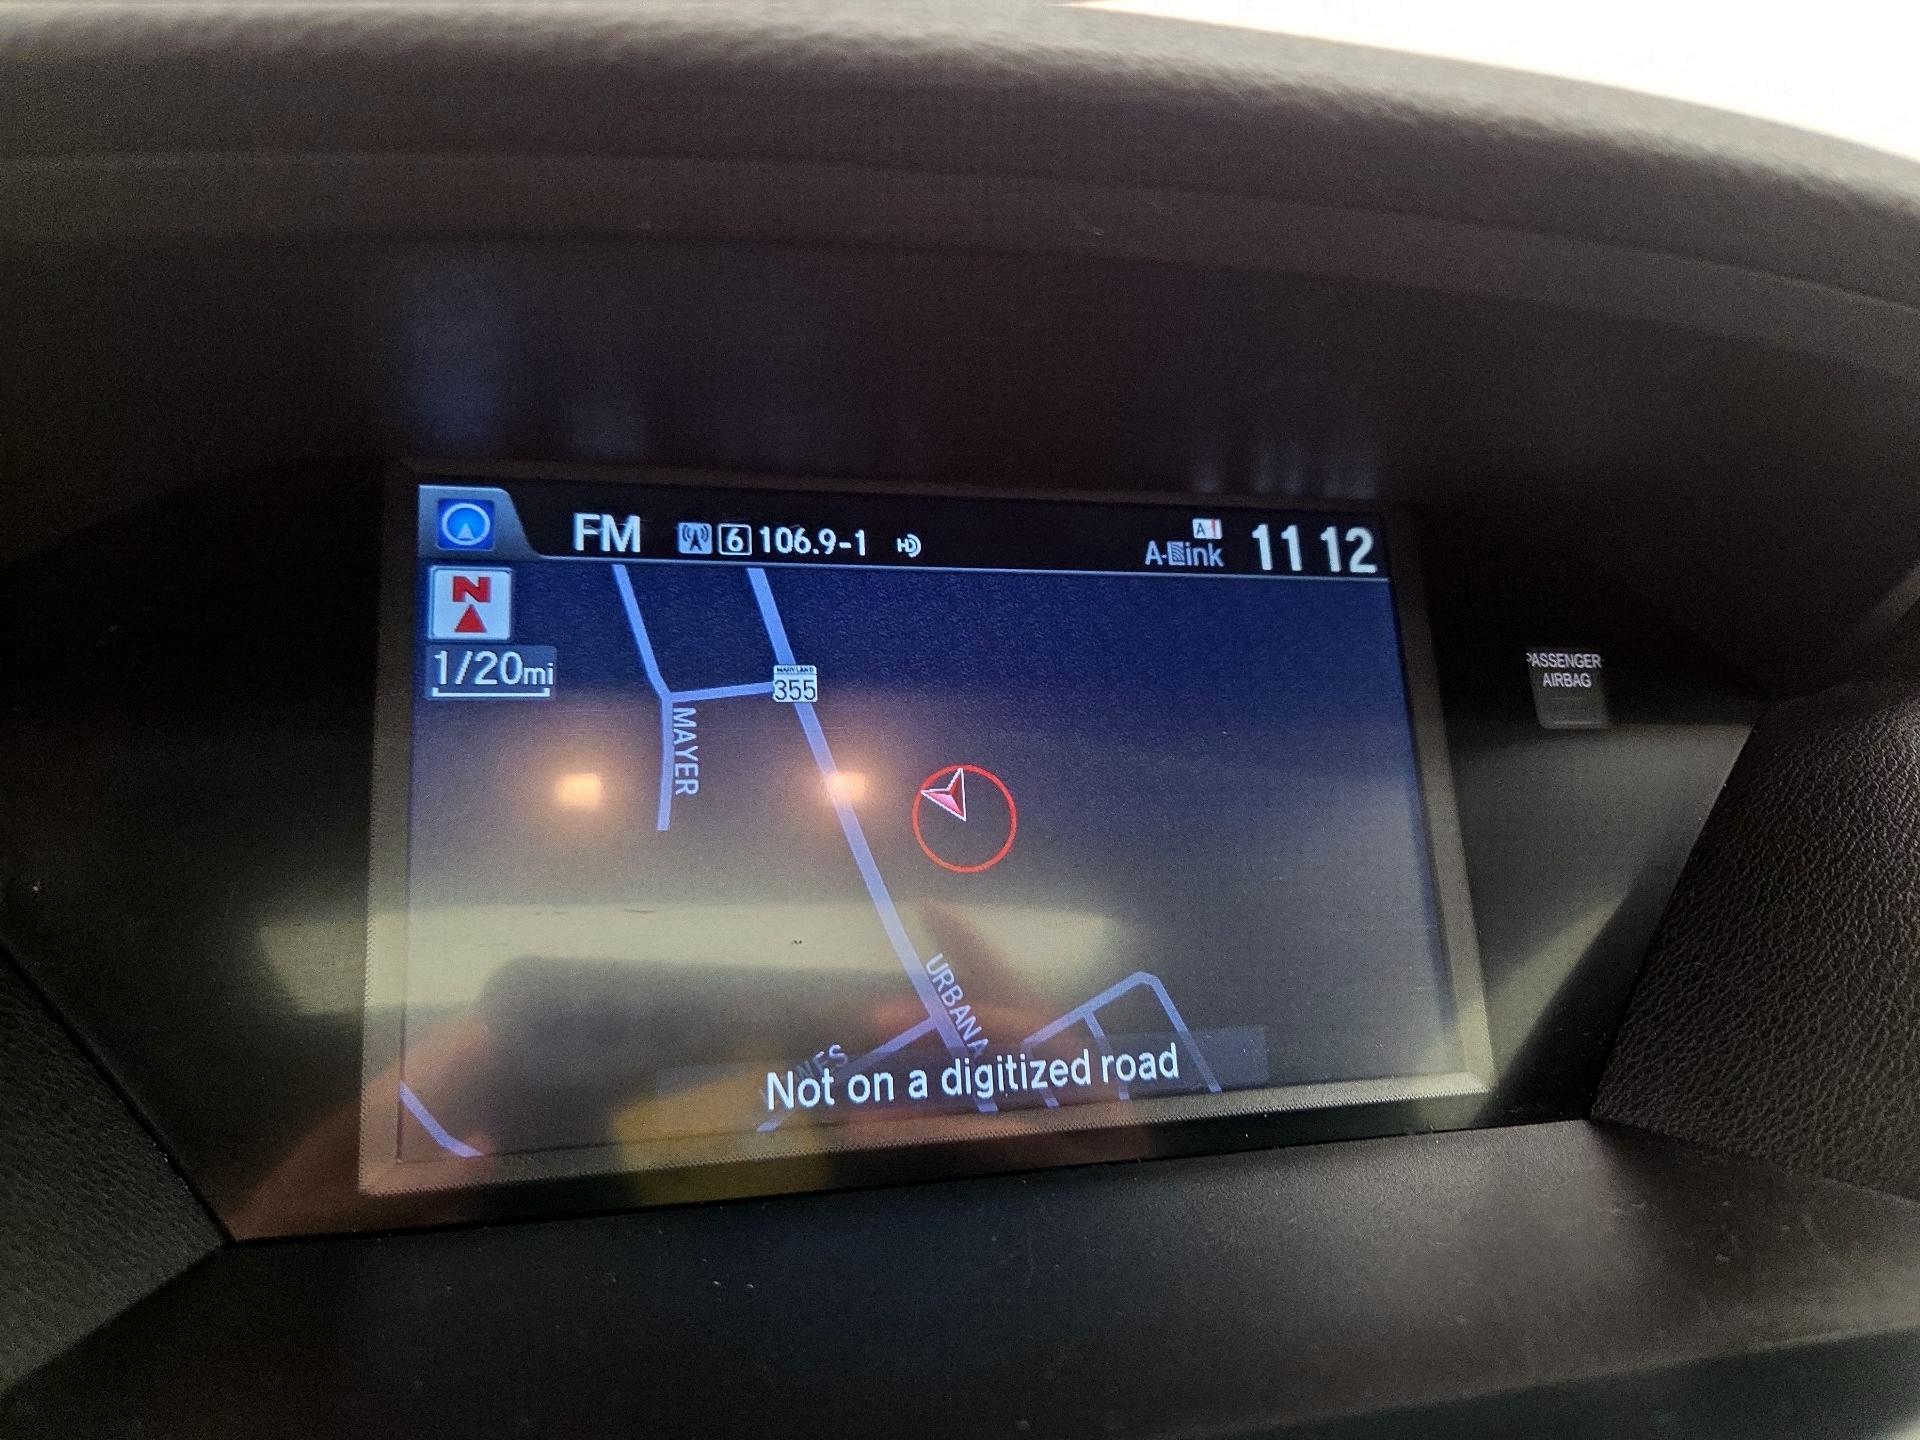 FM 6 106.9-1 HD
A-Link 11 12
N
1/20mi
MARYLAND
355
MAYER
URBANA
Not on a digitized road
PASSENGER
AIRBAG